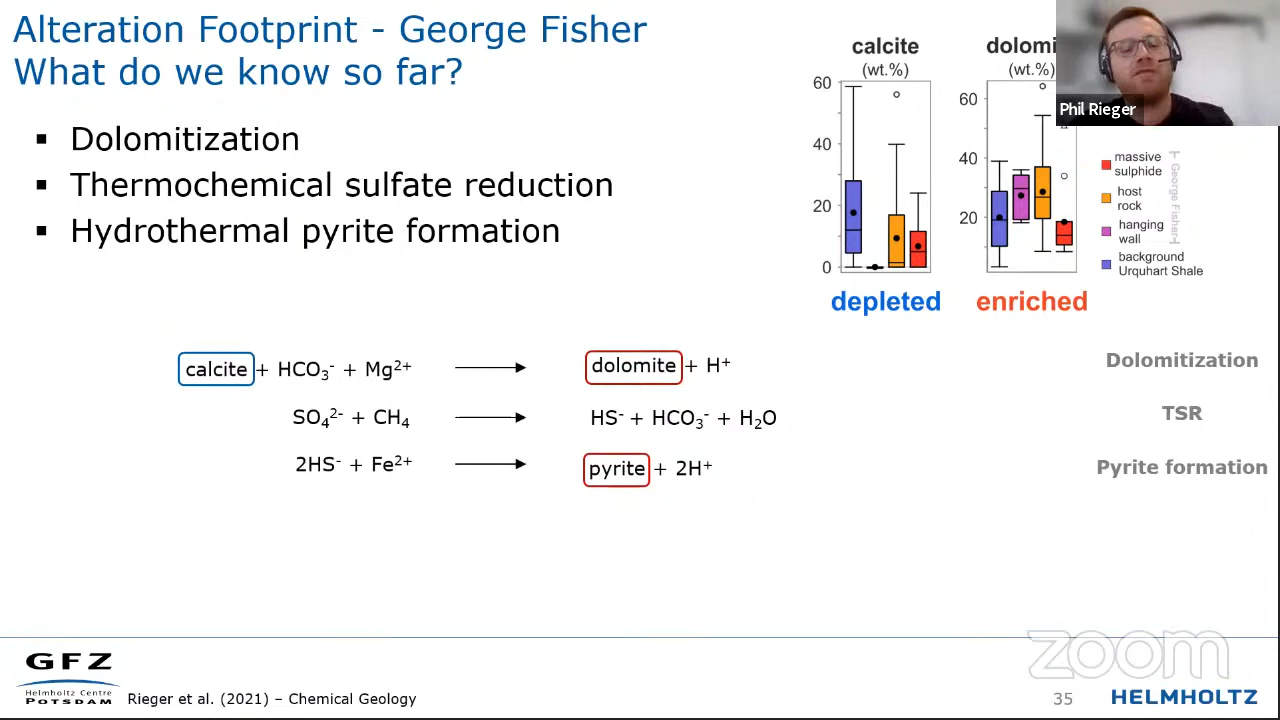 Alteration Footprint - George Fisher
What do we know so far?
▪ Dolomitization
▪ Thermochemical sulfate reduction
▪ Hydrothermal pyrite formation
calcite
(wt.%)
60
40
20
0
depleted
dolomi
(wt.%)
60
40
20
enriched
Phil Rieger
massive
sulphide
host
rock
hanging
wall
background
Urquhart Shale
George Fisher
calcite + HCO₃⁻ + Mg²⁺ → dolomite + H⁺ Dolomitization
SO₄²⁻ + CH₄ → HS⁻ + HCO₃⁻ + H₂O TSR
2HS⁻ + Fe²⁺ → pyrite + 2H⁺ Pyrite formation
zoom
GFZ
Helmholtz Centre
POTSDAM
Rieger et al. (2021) – Chemical Geology
35
HELMHOLTZ